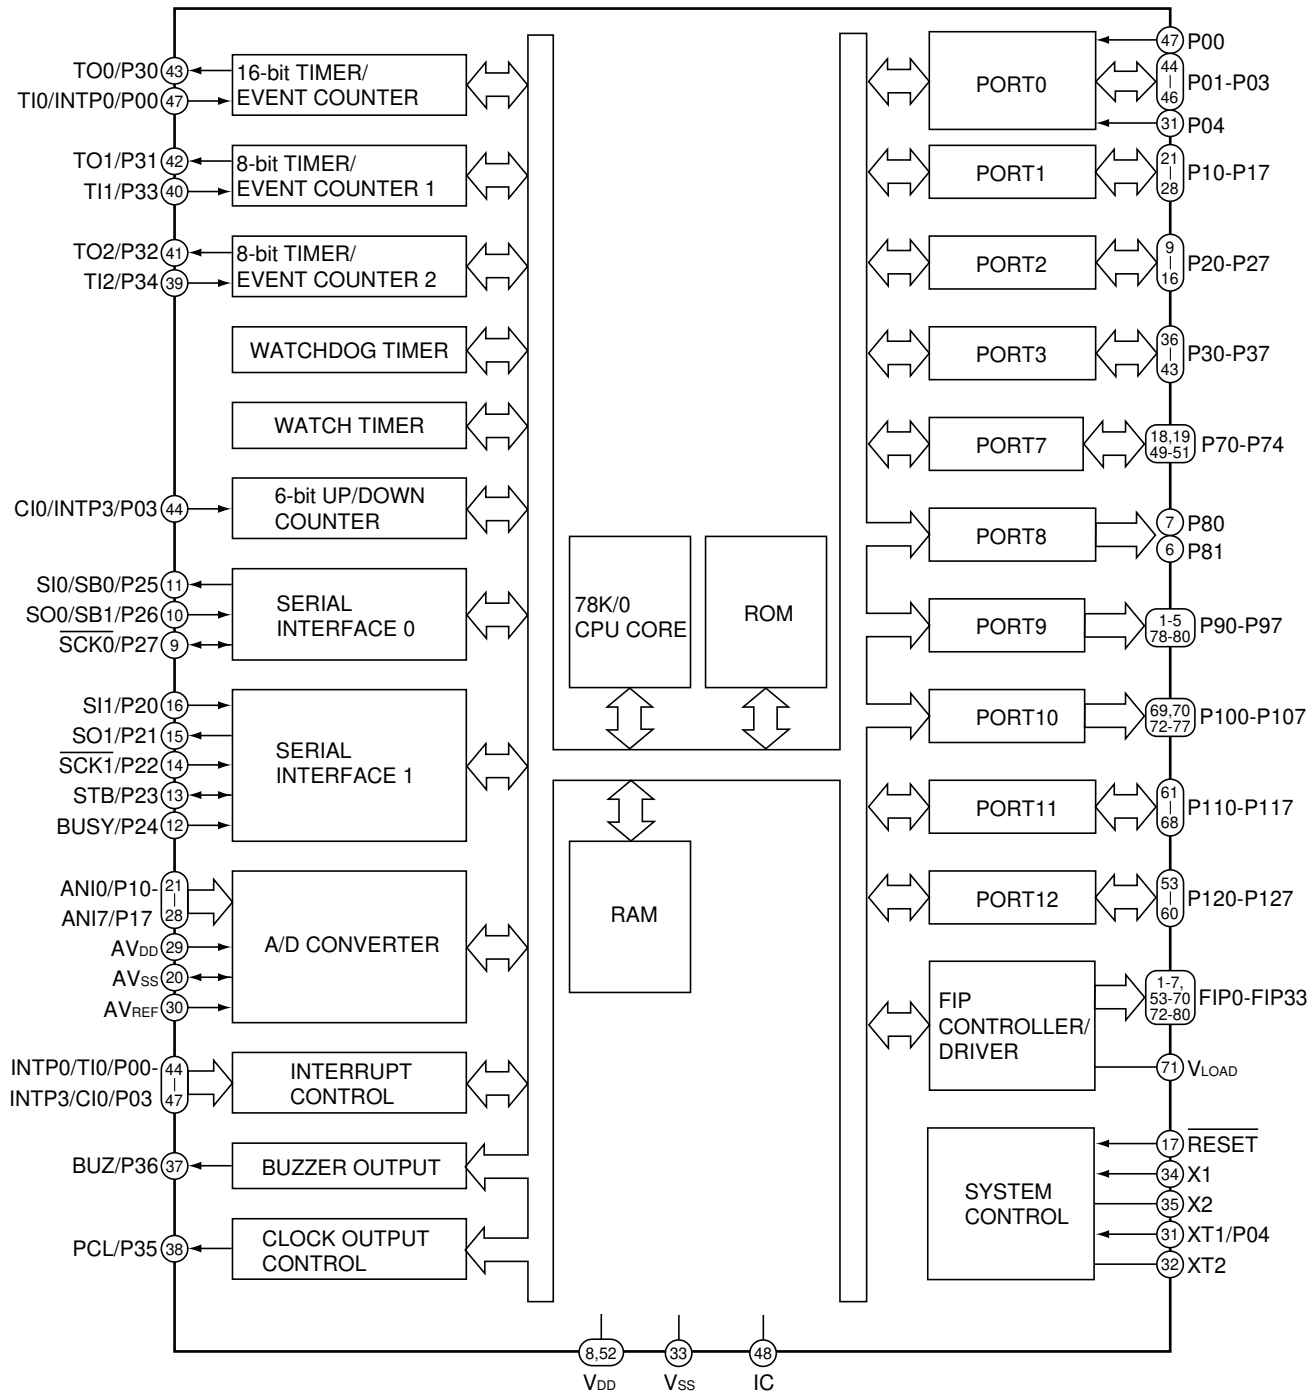 TO0/P30 43
TI0/INTP0/P00 47
16-bit TIMER/
EVENT COUNTER
TO1/P31 42
TI1/P33 40
8-bit TIMER/
EVENT COUNTER 1
TO2/P32 41
TI2/P34 39
8-bit TIMER/
EVENT COUNTER 2
WATCHDOG TIMER
WATCH TIMER
CI0/INTP3/P03 44
6-bit UP/DOWN
COUNTER
SI0/SB0/P25 11
SO0/SB1/P26 10
SCK0/P27 9
SERIAL
INTERFACE 0
SI1/P20 16
SO1/P21 15
SCK1/P22 14
STB/P23 13
BUSY/P24 12
SERIAL
INTERFACE 1
ANI0/P10- 21
ANI7/P17 28
AVDD 29
AVSS 20
AVREF 30
A/D CONVERTER
INTP0/TI0/P00- 44
INTP3/CI0/P03 47
INTERRUPT
CONTROL
BUZ/P36 37
BUZZER OUTPUT
PCL/P35 38
CLOCK OUTPUT
CONTROL
78K/0
CPU CORE
ROM
RAM
PORT0
47 P00
44
46
P01-P03
31 P04
PORT1
21
28
P10-P17
PORT2
9
16
P20-P27
PORT3
36
43
P30-P37
PORT7
18,19
49-51
P70-P74
PORT8
7 P80
6 P81
PORT9
1-5
78-80
P90-P97
PORT10
69,70
72-77
P100-P107
PORT11
61
68
P110-P117
PORT12
53
60
P120-P127
FIP
CONTROLLER/
DRIVER
1-7,
53-70
72-80
FIP0-FIP33
71 VLOAD
SYSTEM
CONTROL
17 RESET
34 X1
35 X2
31 XT1/P04
32 XT2
8,52
VDD
33
VSS
48
IC